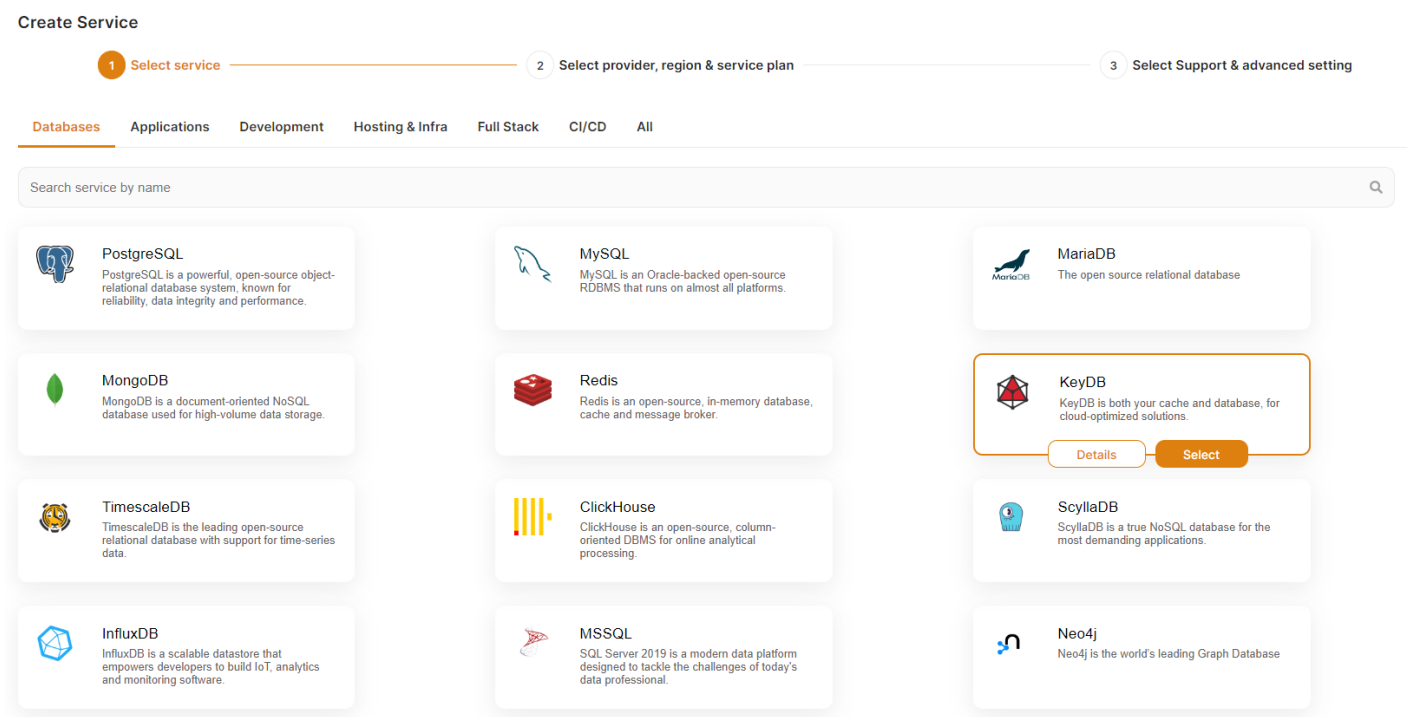 Create Service
1 Select service
2 Select provider, region & service plan
3 Select Support & advanced setting
Databases Applications Development Hosting & Infra Full Stack CI/CD All
Search service by name
PostgreSQL
PostgreSQL is a powerful, open-source object-
relational database system, known for
reliability, data integrity and performance.
MySQL
MySQL is an Oracle-backed open-source
RDBMS that runs on almost all platforms.
MariaDB
MariaDB
The open source relational database
MongoDB
MongoDB is a document-oriented NoSQL
database used for high-volume data storage.
Redis
Redis is an open-source, in-memory database,
cache and message broker.
KeyDB
KeyDB is both your cache and database, for
cloud-optimized solutions.
Details
Select
TimescaleDB
TimescaleDB is the leading open-source
relational database with support for time-series
data.
ClickHouse
ClickHouse is an open-source, column-
oriented DBMS for online analytical
processing.
ScyllaDB
ScyllaDB is a true NoSQL database for the
most demanding applications.
InfluxDB
InfluxDB is a scalable datastore that
empowers developers to build IoT, analytics
and monitoring software.
MSSQL
SQL Server 2019 is a modern data platform
designed to tackle the challenges of today's
data professional.
Neo4j
Neo4j is the world's leading Graph Database